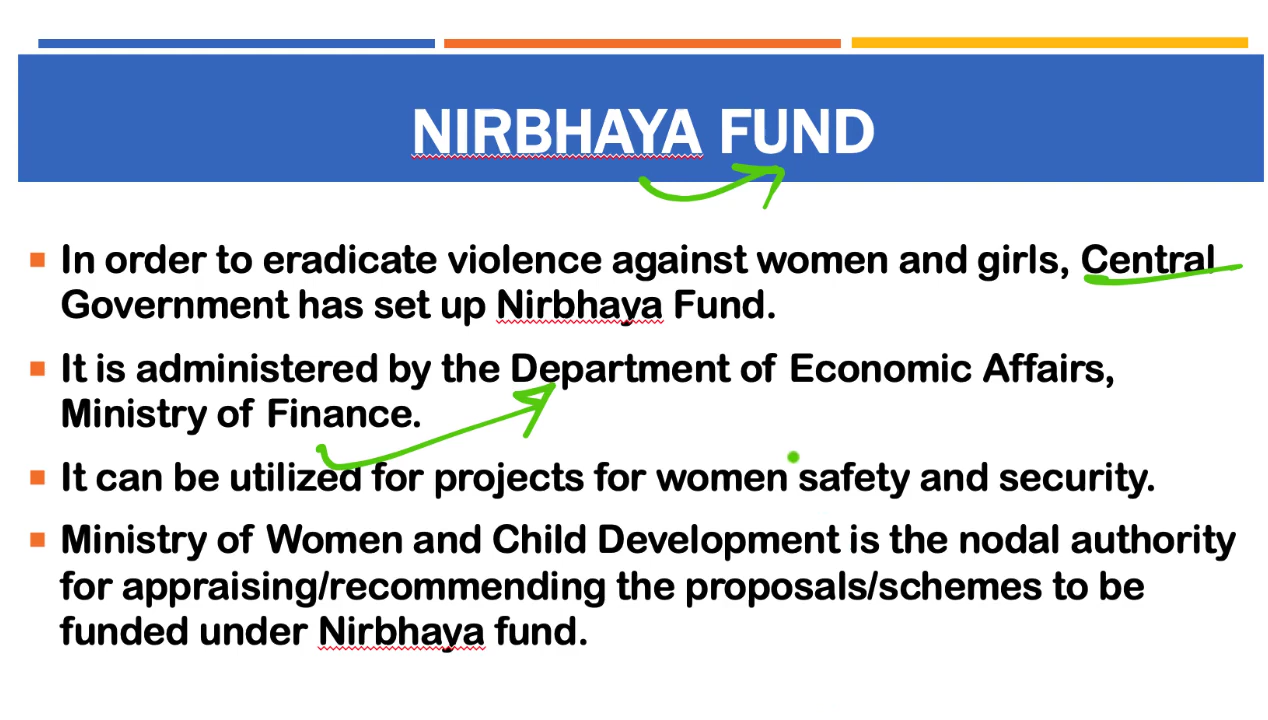 NIRBHAYA FUND
In order to eradicate violence against women and girls, Central
Government has set up Nirbhaya Fund.
It is administered by the Department of Economic Affairs,
Ministry of Finance.
It can be utilized for projects for women safety and security.
Ministry of Women and Child Development is the nodal authority
for appraising/recommending the proposals/schemes to be
funded under Nirbhaya fund.